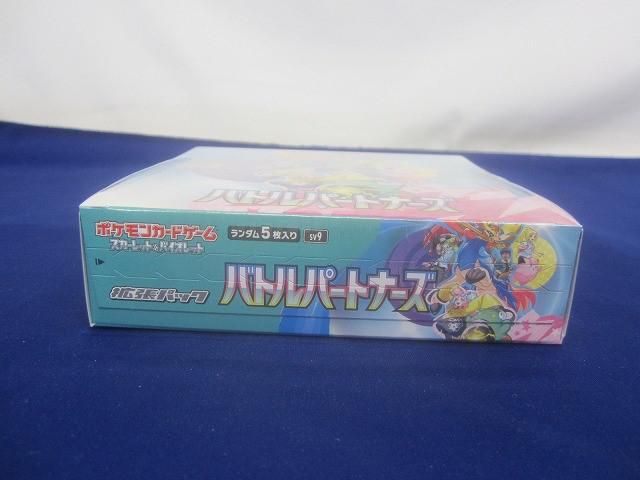 バトルパートナーズ
ポケモンカードゲーム
スカーレット&バイオレット
ランダム5枚入り
sv9
拡張パック
バトルパートナーズ